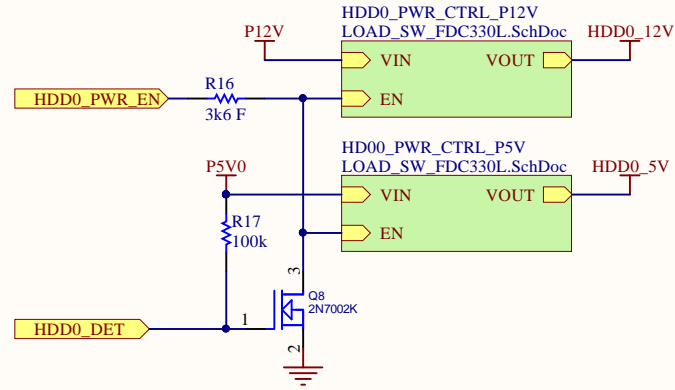 HDD0_PWR_CTRL_P12V
LOAD_SW_FDC330L.SchDoc
P12V
HDD0_12V
VIN
VOUT
R16
HDD0_PWR_EN
EN
3k6 F
HD00_PWR_CTRL_P5V
LOAD_SW_FDC330L.SchDoc
P5V0
HDD0_5V
VIN
VOUT
R17
100k
EN
3
Q8
2N7002K
1
HDD0_DET
2